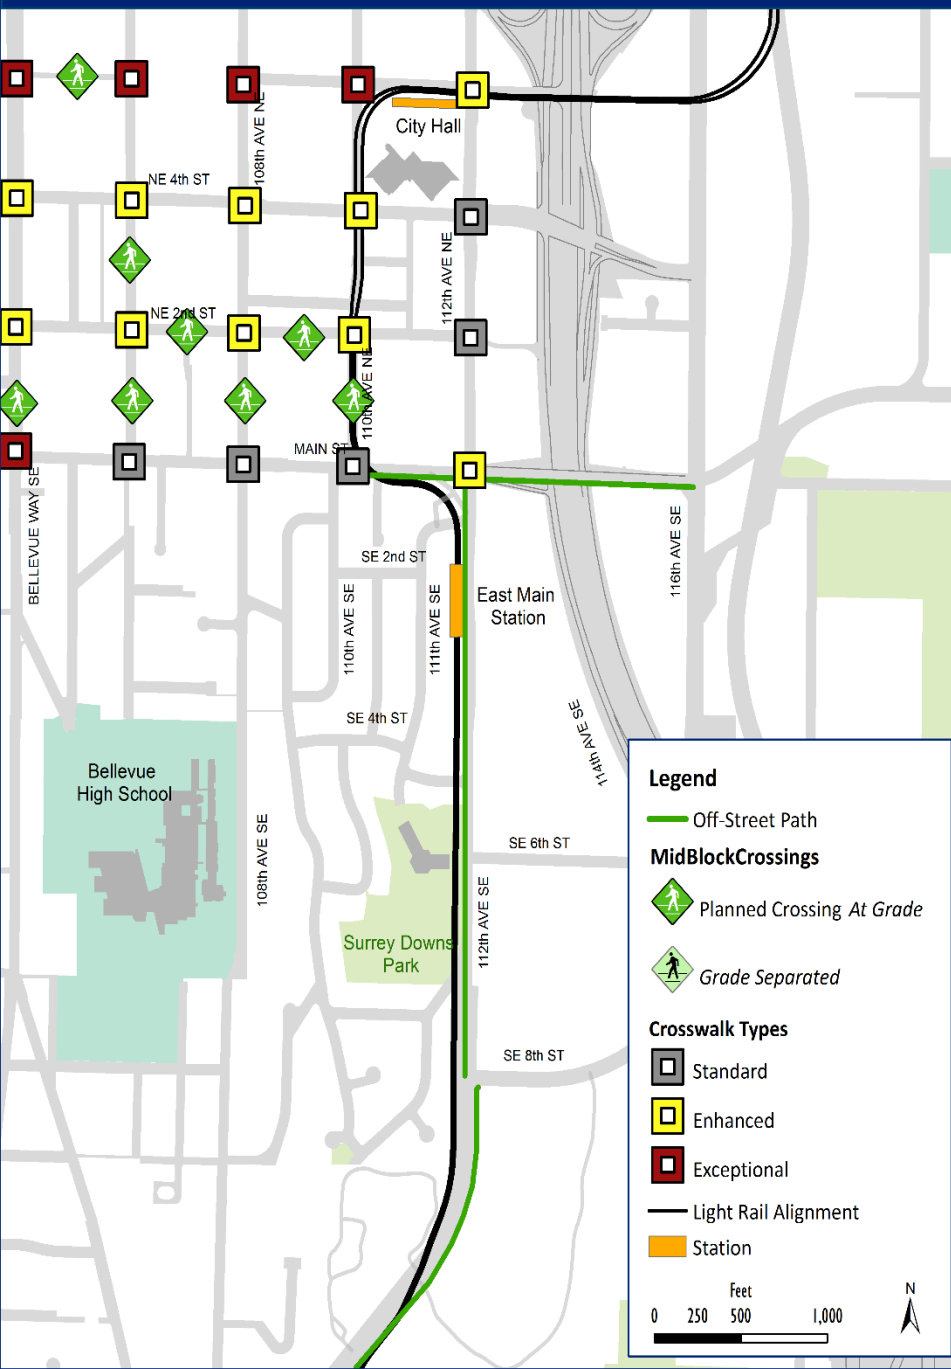 108th AVE NE
City Hall
NE 4th ST
112th AVE NE
NE 2nd ST
110th AVE NE
MAIN ST
BELLEVUE WAY SE
SE 2nd ST
110th AVE SE
111th AVE SE
East Main
Station
116th AVE SE
SE 4th ST
114th AVE SE
Bellevue
High School
108th AVE SE
SE 6th ST
112th AVE SE
Surrey Downs
Park
SE 8th ST
Legend
Off-Street Path
MidBlockCrossings
Planned Crossing At Grade
Grade Separated
Crosswalk Types
Standard
Enhanced
Exceptional
Light Rail Alignment
Station
Feet
0 250 500 1,000
N